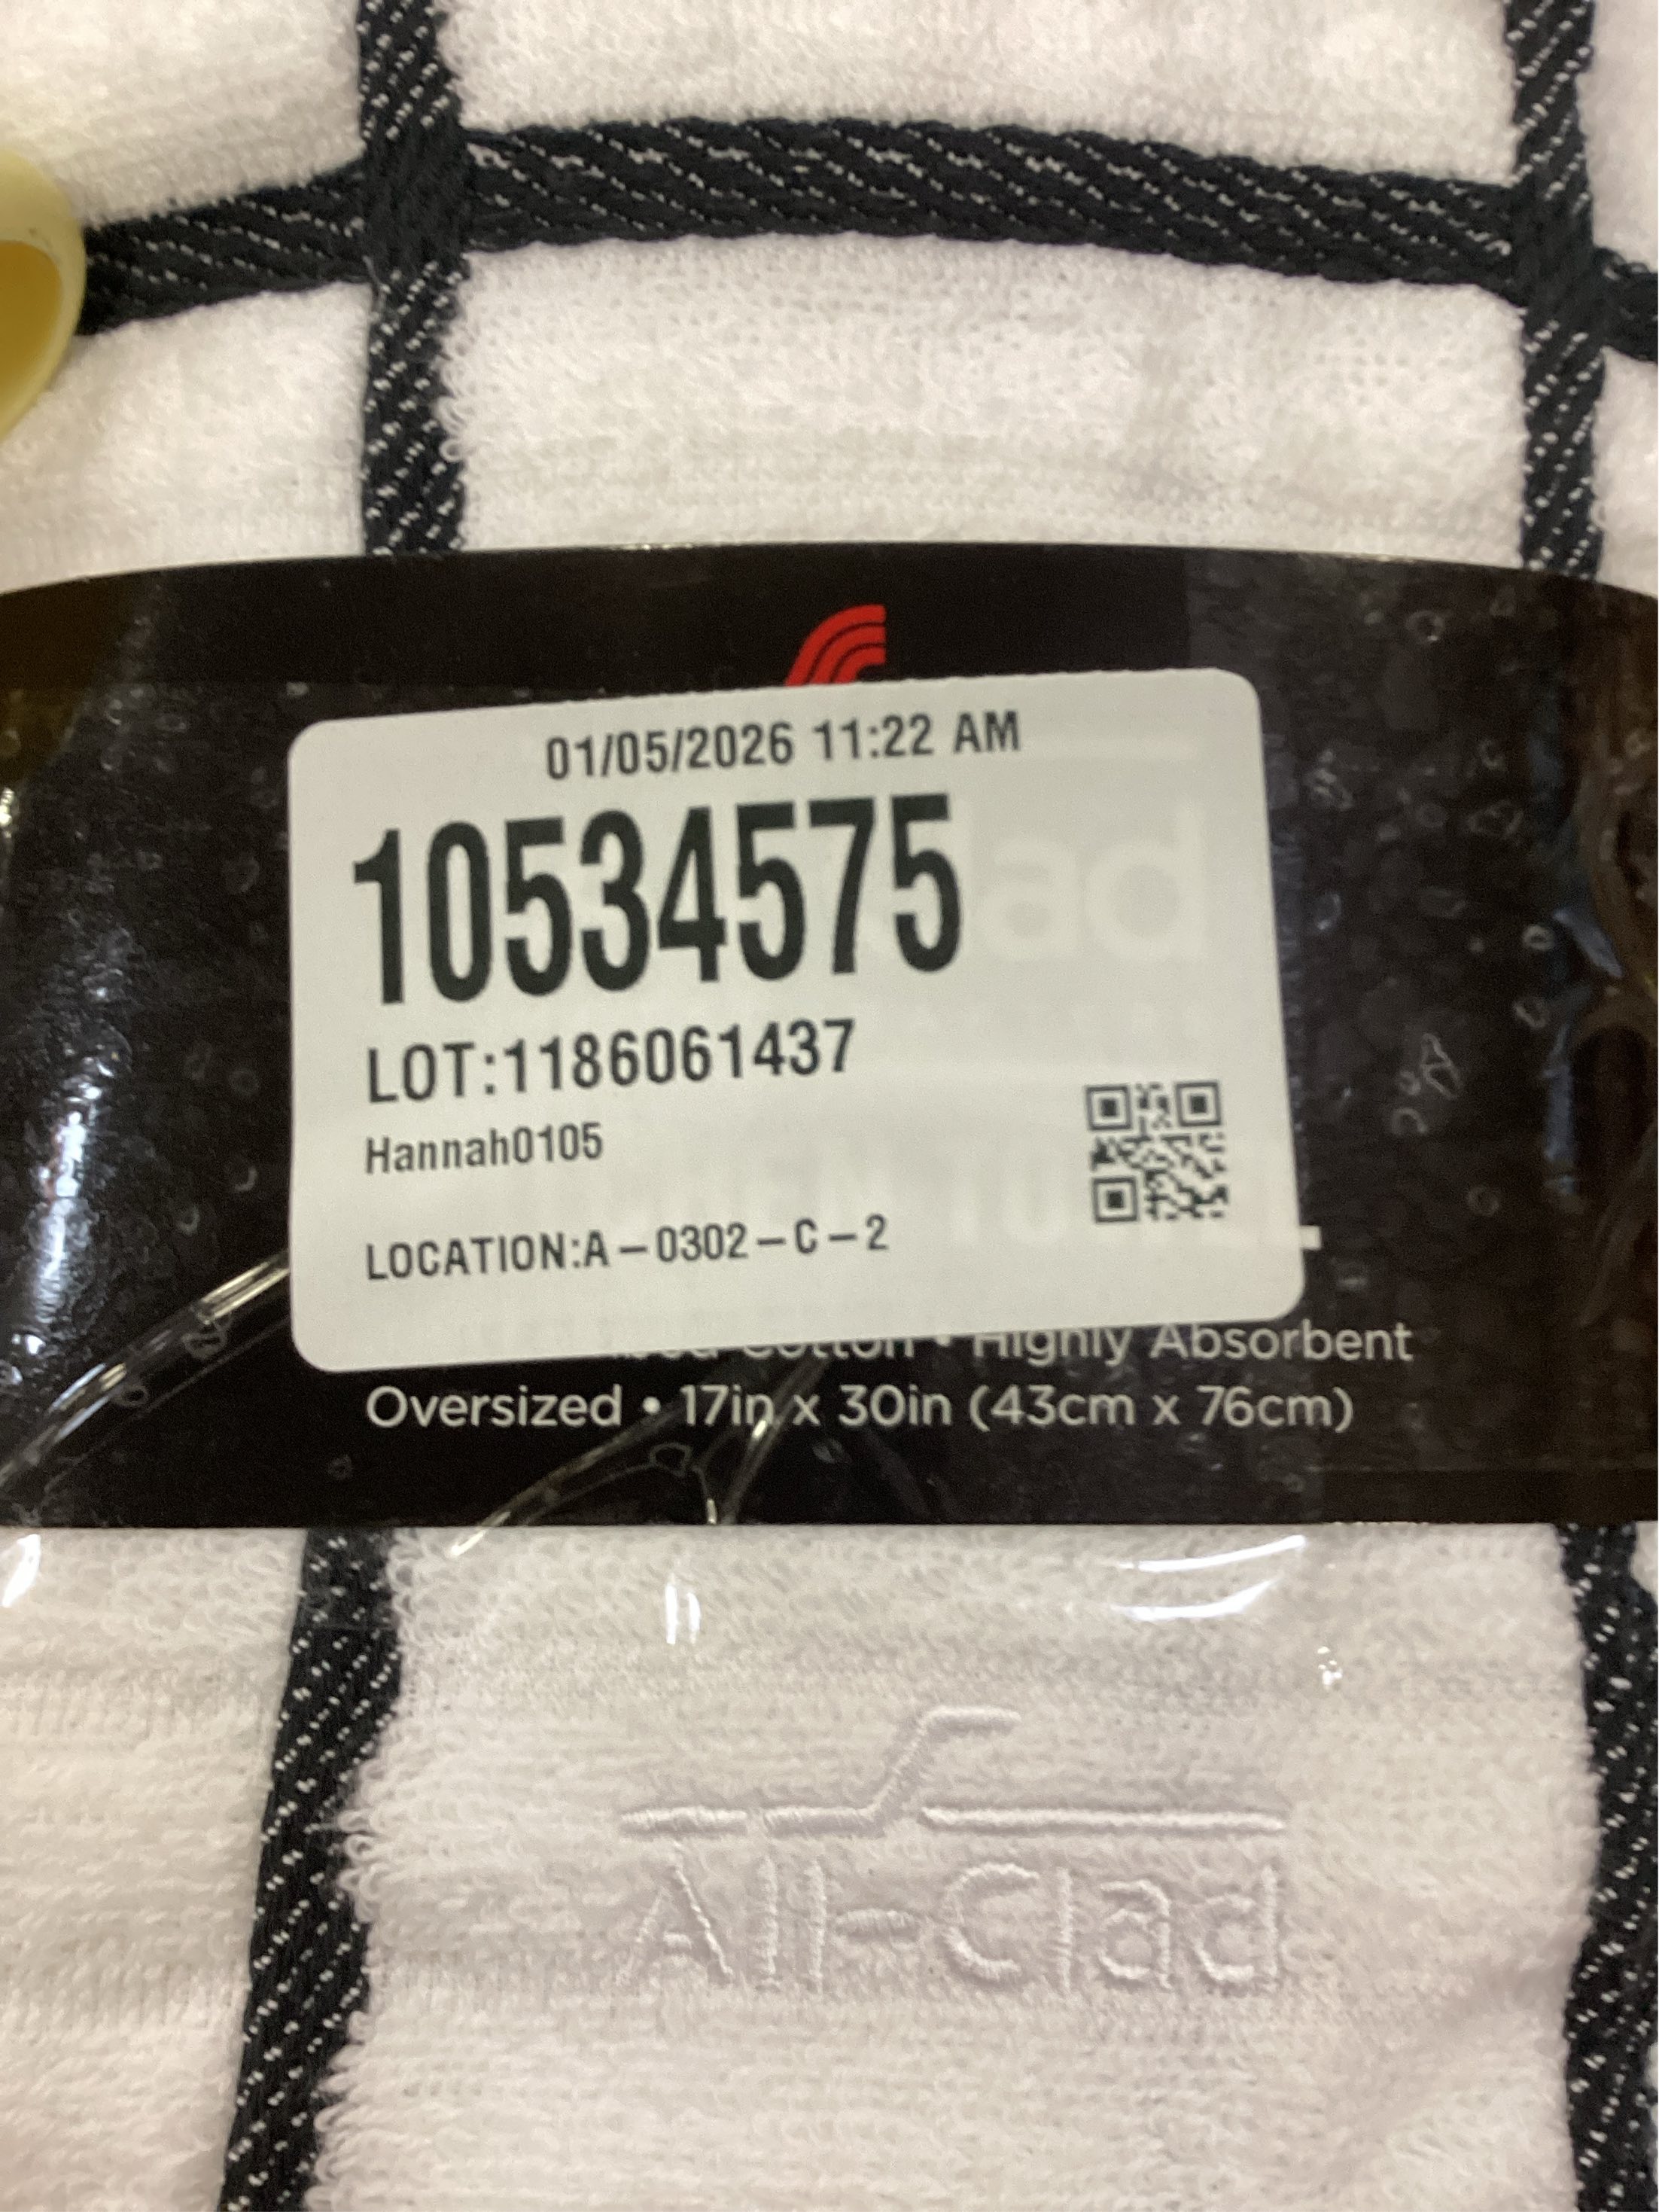 01/05/2026 11:22 AM
10534575
LOT:1186061437
Hannah0105
LOCATION:A-0302-C-2
Cotton • Highly Absorbent
Oversized • 17in x 30in (43cm x 76cm)
All-Clad